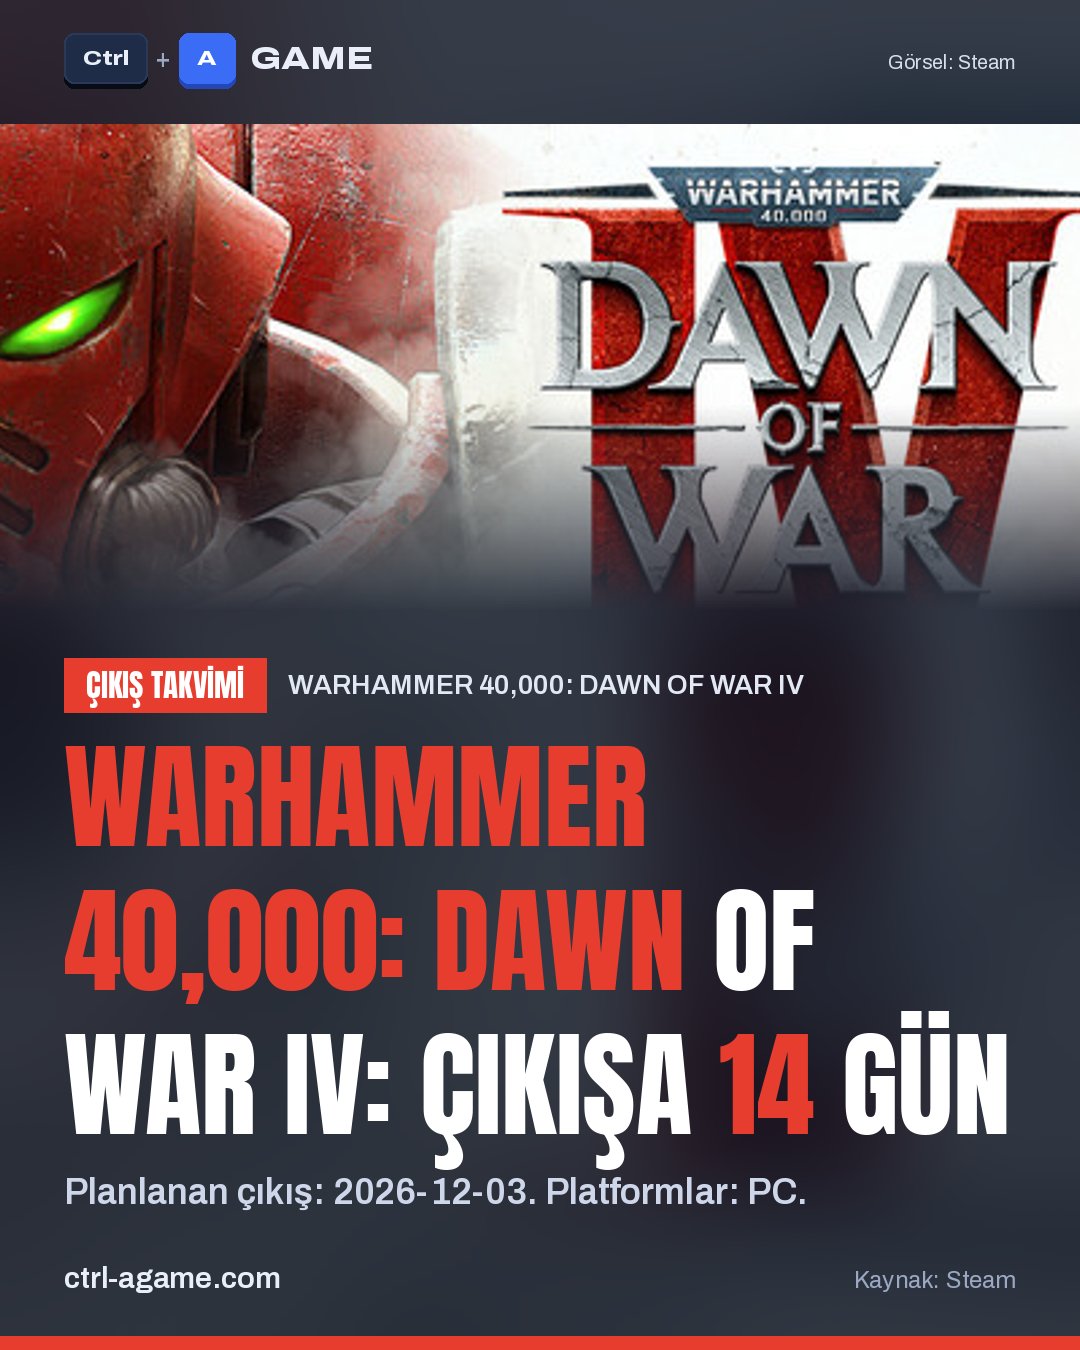 Ctrl + A GAME
Görsel: Steam
WARHAMMER
40,000
DAWN
OF
WAR
ÇIKIŞ TAKVİMİ WARHAMMER 40,000: DAWN OF WAR IV
WARHAMMER
40,000: DAWN OF
WAR IV: ÇIKIŞA 14 GÜN
Planlanan çıkış: 2026-12-03. Platformlar: PC.
ctrl-agame.com
Kaynak: Steam